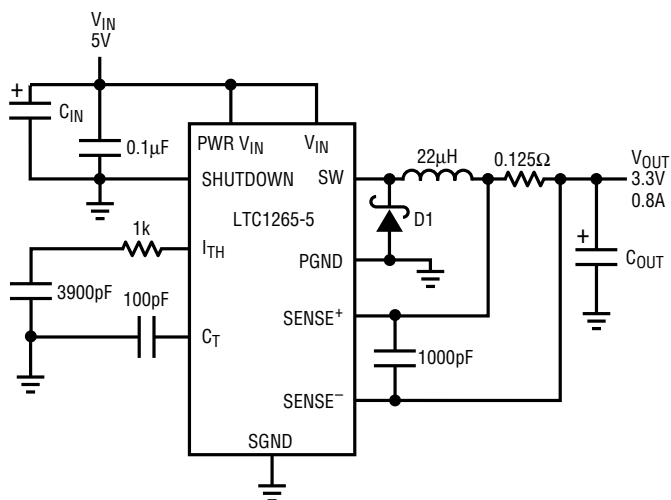 V_IN
5V
+
C_IN
0.1µF
PWR V_IN
V_IN
SHUTDOWN
SW
22µH
0.125Ω
V_OUT
3.3V
0.8A
LTC1265-5
D1
1k
I_TH
PGND
+
C_OUT
3900pF
100pF
C_T
SENSE⁺
1000pF
SENSE⁻
SGND